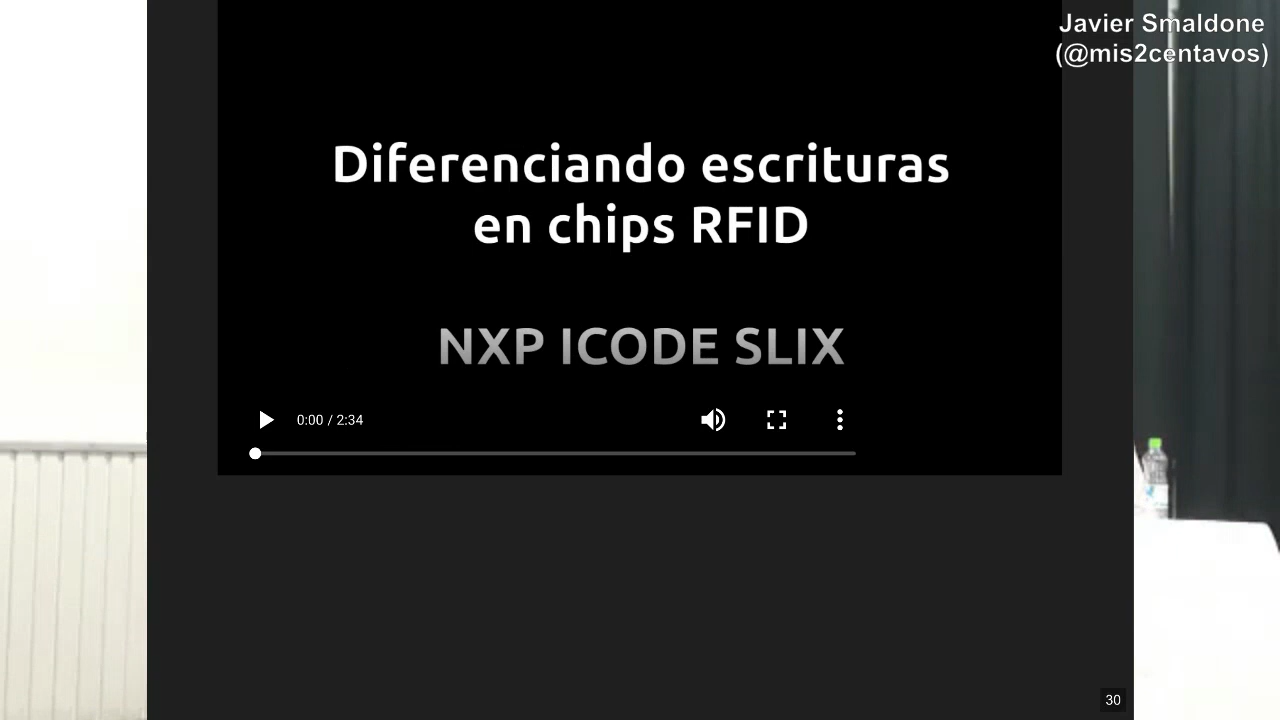 Javier Smaldone
(@mis2centavos)
Diferenciando escrituras
en chips RFID
NXP ICODE SLIX
0:00 / 2:34
30